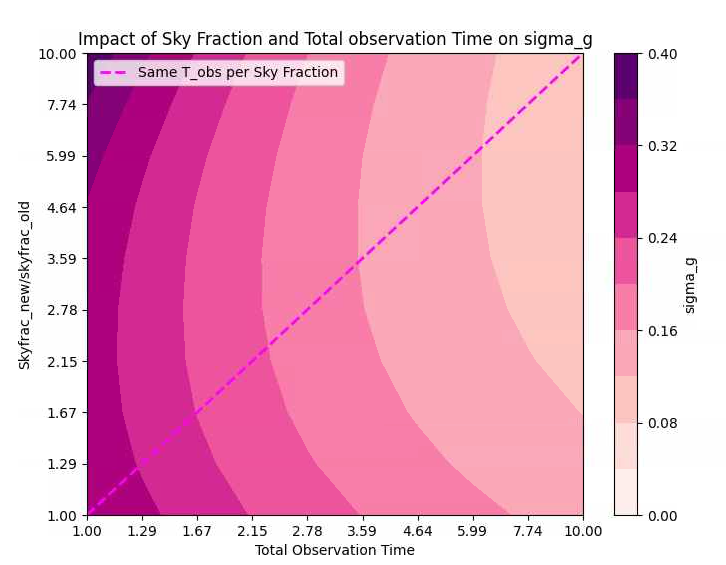 Impact of Sky Fraction and Total observation Time on sigma_g
Same T_obs per Sky Fraction
10.00
7.74
5.99
4.64
3.59
2.78
2.15
1.67
1.29
1.00
Skyfrac_new/skyfrac_old
1.00 1.29 1.67 2.15 2.78 3.59 4.64 5.99 7.74 10.00
Total Observation Time
0.40
0.32
0.24
0.16
0.08
0.00
sigma_g